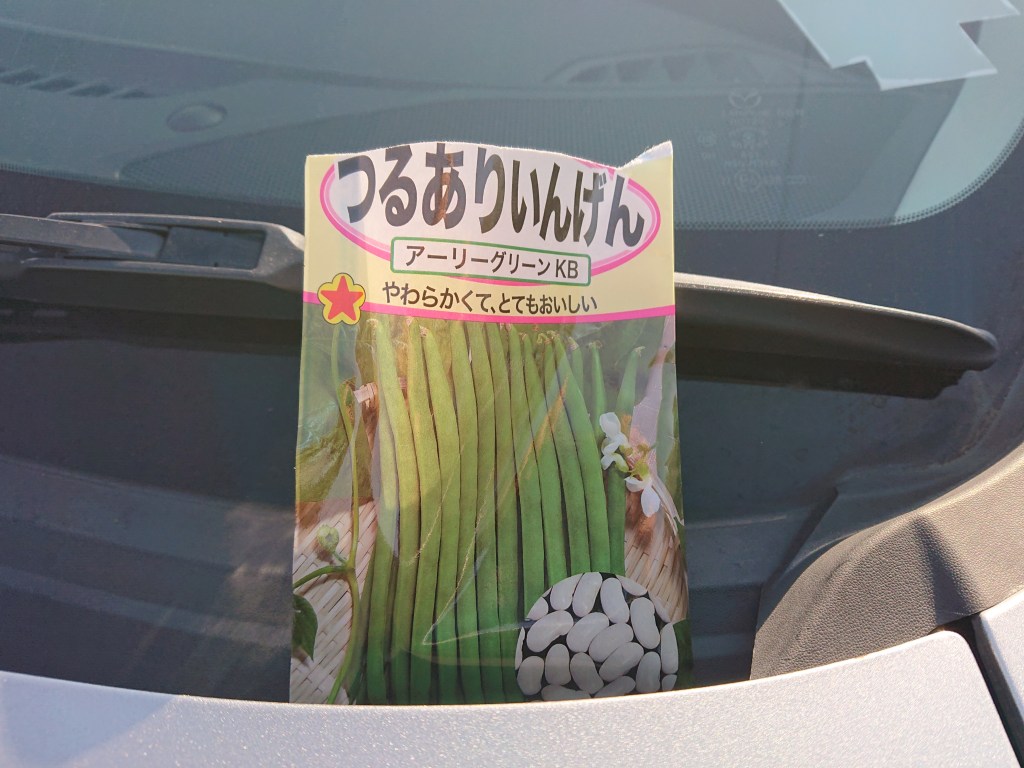 つるありいんげん
アーリーグリーンKB
やわらかくて、とてもおいしい